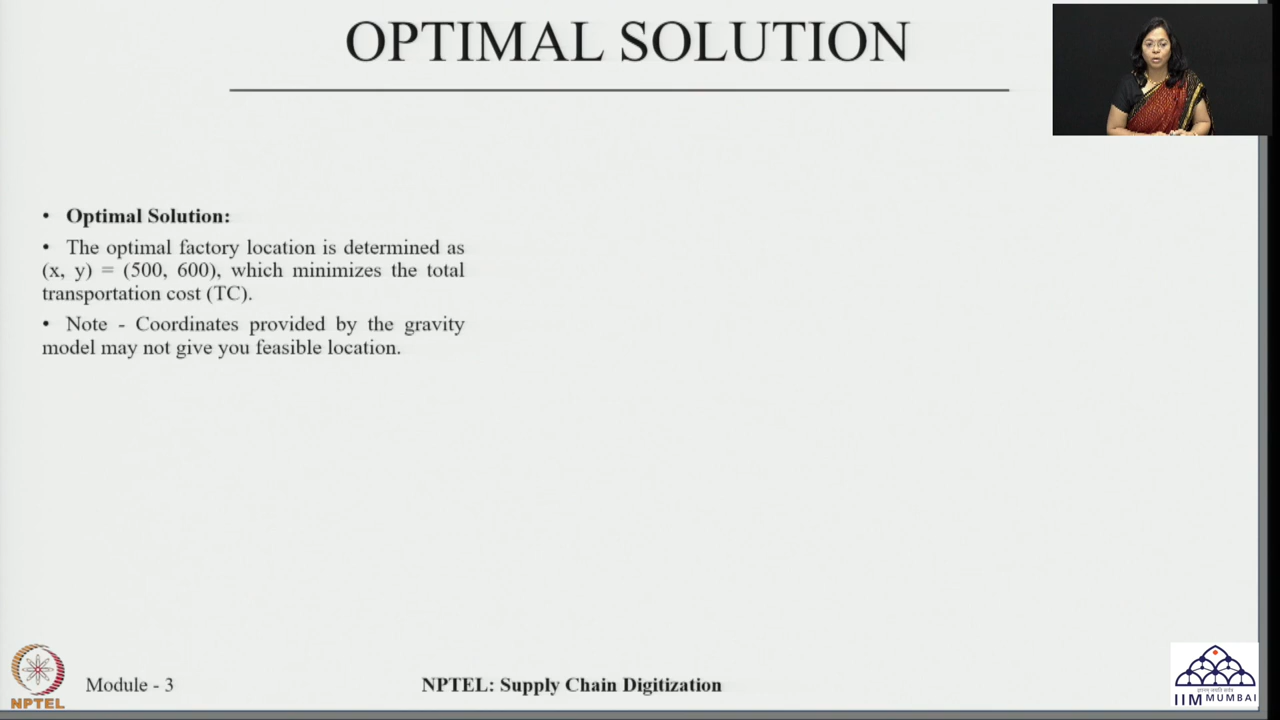 OPTIMAL SOLUTION
• Optimal Solution:
• The optimal factory location is determined as
(x, y) = (500, 600), which minimizes the total
transportation cost (TC).
• Note - Coordinates provided by the gravity
model may not give you feasible location.
NPTEL
Module - 3
NPTEL: Supply Chain Digitization
IIM MUMBAI